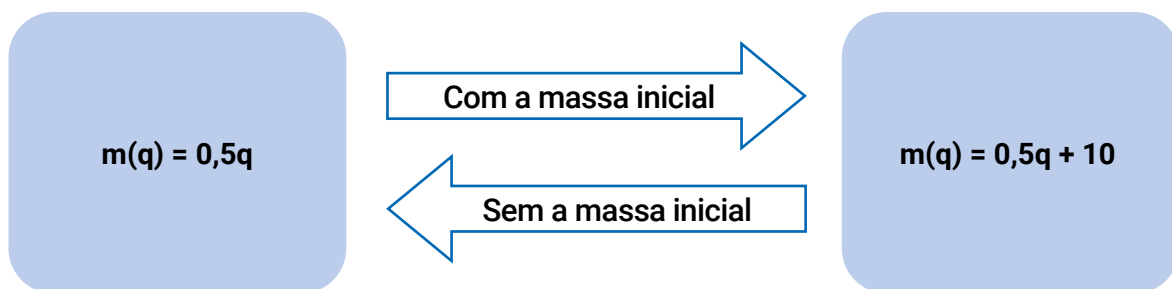 m(q) = 0,5q
Com a massa inicial
Sem a massa inicial
m(q) = 0,5q + 10